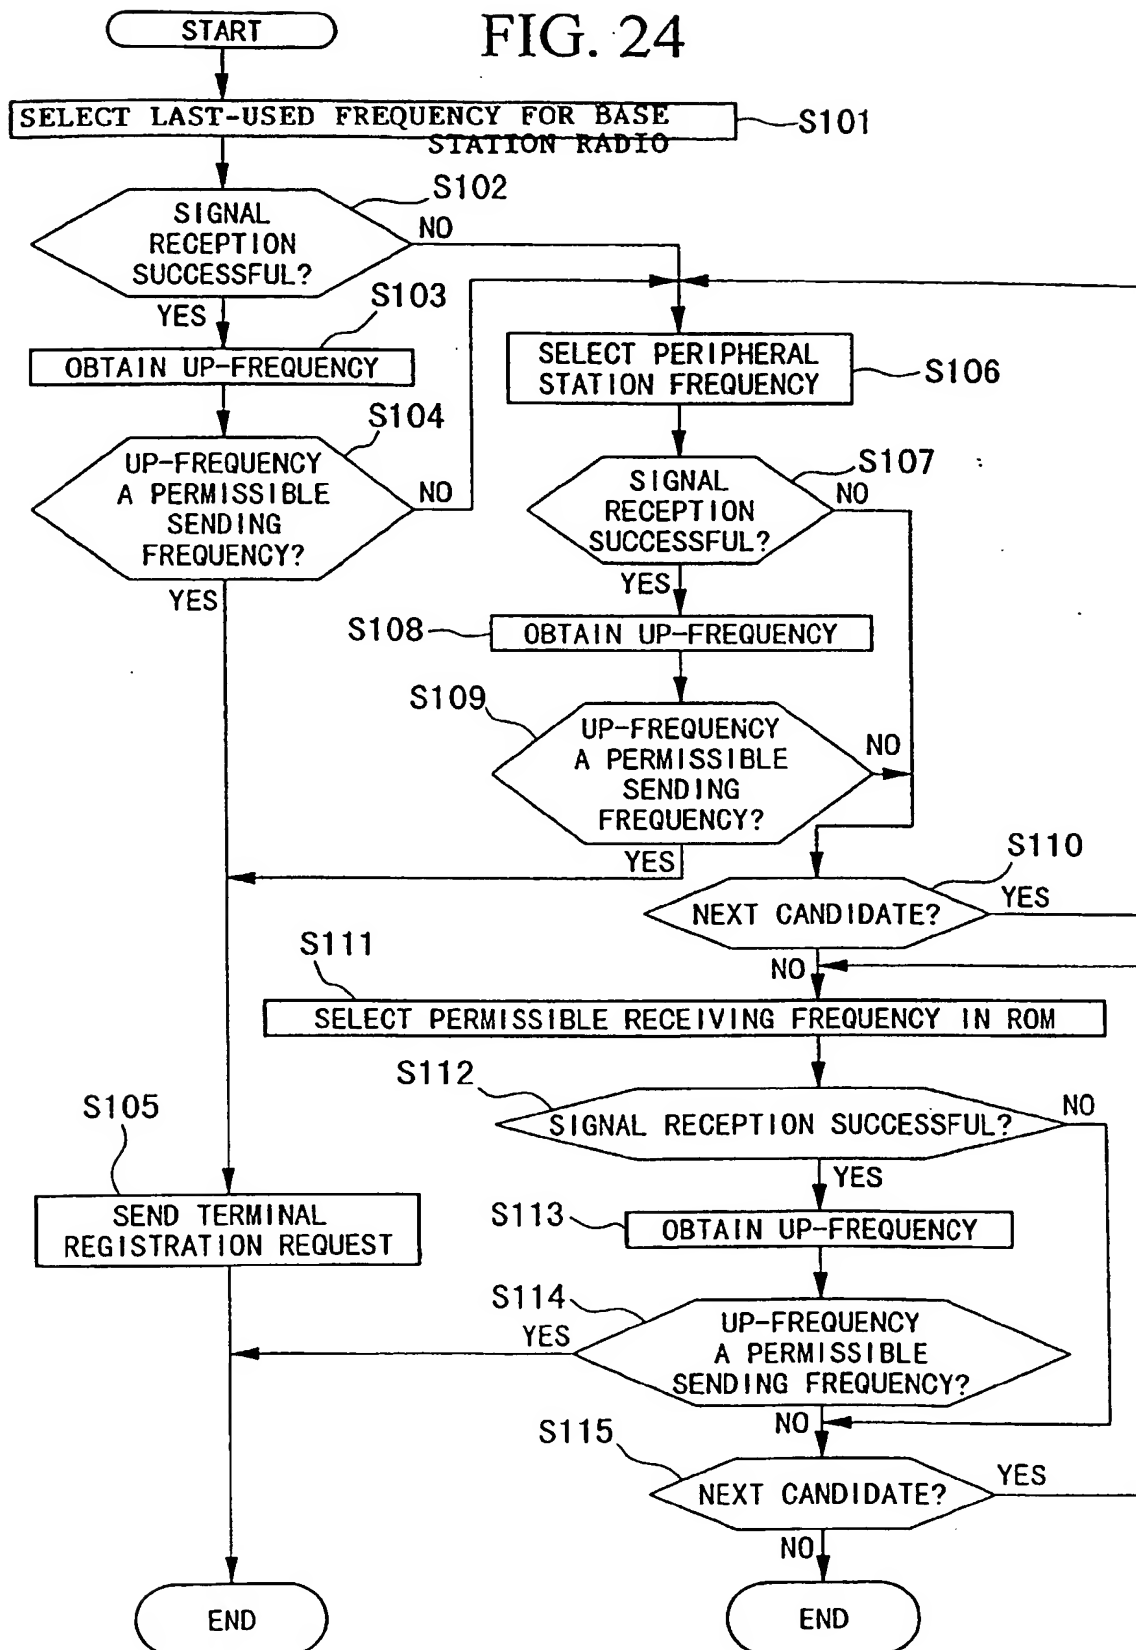 START
FIG. 24
SELECT LAST-USED FREQUENCY FOR BASE
STATION RADIO
S101
S102
SIGNAL
RECEPTION
SUCCESSFUL?
NO
YES
S103
OBTAIN UP-FREQUENCY
S104
UP-FREQUENCY
A PERMISSIBLE
SENDING
FREQUENCY?
NO
YES
SELECT PERIPHERAL
STATION FREQUENCY
S106
S107
SIGNAL
RECEPTION
SUCCESSFUL?
NO
YES
S108
OBTAIN UP-FREQUENCY
S109
UP-FREQUENCY
A PERMISSIBLE
SENDING
FREQUENCY?
NO
YES
S110
NEXT CANDIDATE?
YES
NO
S111
SELECT PERMISSIBLE RECEIVING FREQUENCY IN ROM
S112
SIGNAL RECEPTION SUCCESSFUL?
NO
YES
S105
SEND TERMINAL
REGISTRATION REQUEST
S113
OBTAIN UP-FREQUENCY
S114
UP-FREQUENCY
A PERMISSIBLE
SENDING FREQUENCY?
YES
NO
S115
NEXT CANDIDATE?
YES
NO
END
END